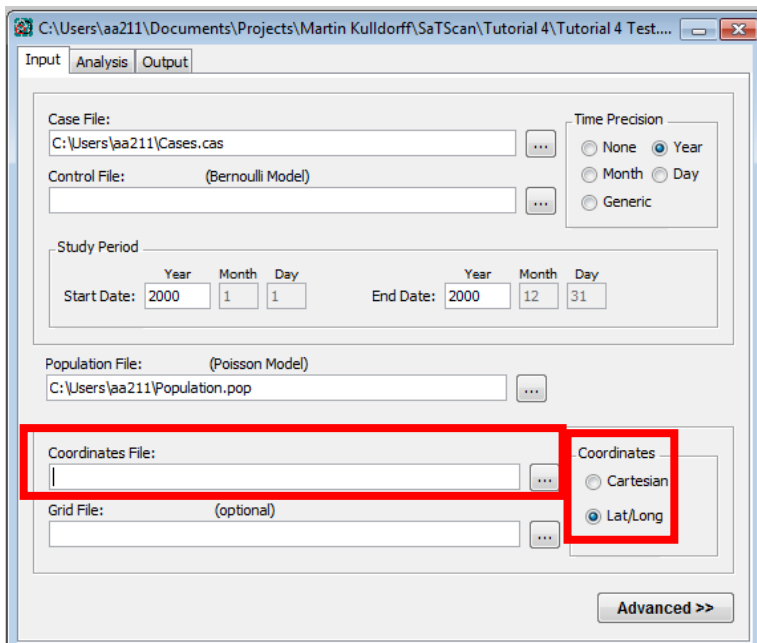 C:\Users\aa211\Documents\Projects\Martin Kulldorff\SaTScan\Tutorial 4\Tutorial 4 Test....
Input Analysis Output
Case File:
C:\Users\aa211\Cases.cas
...
Time Precision
None Year
Month Day
Generic
Control File: (Bernoulli Model)
...
Study Period
Year Month Day Year Month Day
Start Date: 2000 1 1 End Date: 2000 12 31
Population File: (Poisson Model)
C:\Users\aa211\Population.pop
...
Coordinates File:
...
Coordinates
Cartesian
Lat/Long
Grid File: (optional)
...
Advanced >>